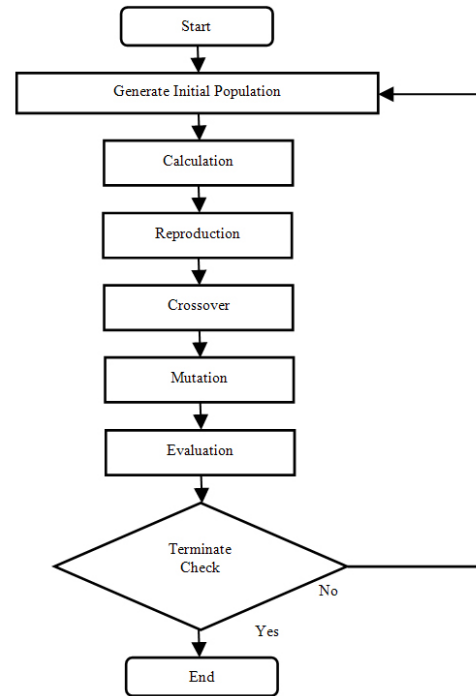 Start
Generate Initial Population
Calculation
Reproduction
Crossover
Mutation
Evaluation
Terminate
Check
No
Yes
End